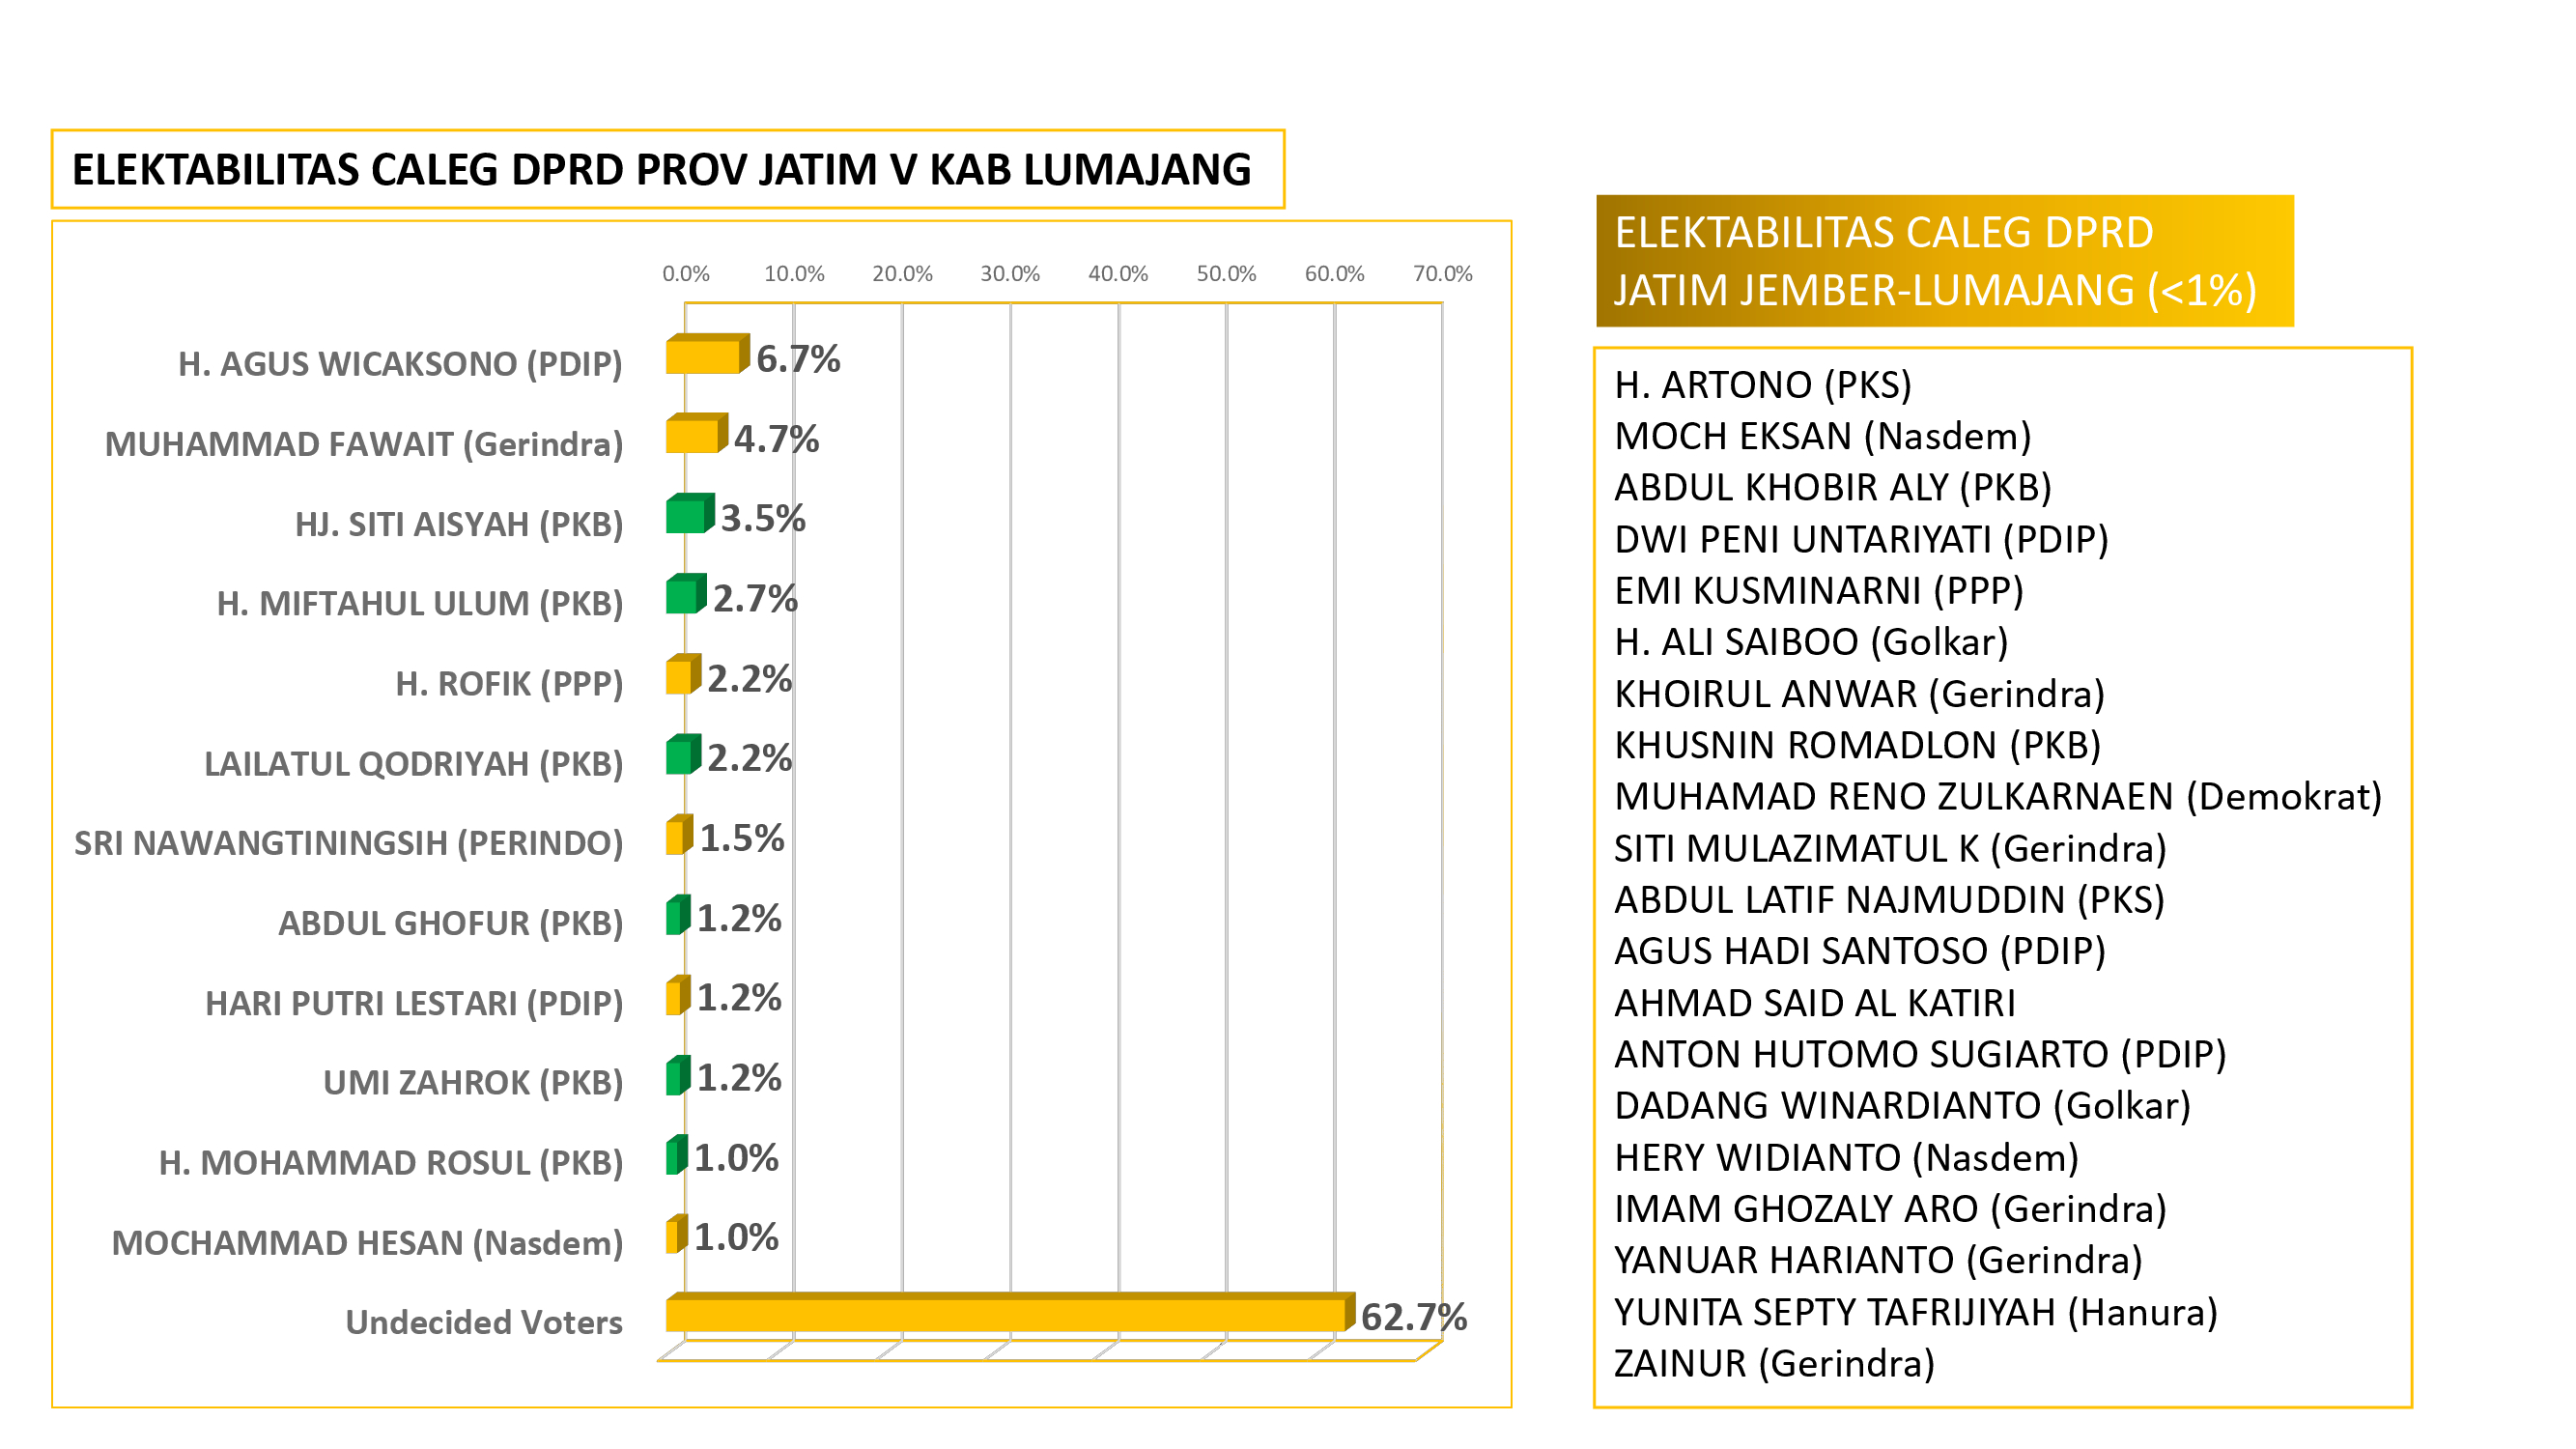 ELEKTABILITAS CALEG DPRD PROV JATIM V KAB LUMAJANG
0.0% 10.0% 20.0% 30.0% 40.0% 50.0% 60.0% 70.0%
H. AGUS WICAKSONO (PDIP) 6.7%
MUHAMMAD FAWAIT (Gerindra) 4.7%
HJ. SITI AISYAH (PKB) 3.5%
H. MIFTAHUL ULUM (PKB) 2.7%
H. ROFIK (PPP) 2.2%
LAILATUL QODRIYAH (PKB) 2.2%
SRI NAWANGTININGSIH (PERINDO) 1.5%
ABDUL GHOFUR (PKB) 1.2%
HARI PUTRI LESTARI (PDIP) 1.2%
UMI ZAHROK (PKB) 1.2%
H. MOHAMMAD ROSUL (PKB) 1.0%
MOCHAMMAD HESAN (Nasdem) 1.0%
Undecided Voters 62.7%
ELEKTABILITAS CALEG DPRD
JATIM JEMBER-LUMAJANG (<1%)
H. ARTONO (PKS)
MOCH EKSAN (Nasdem)
ABDUL KHOBIR ALY (PKB)
DWI PENI UNTARIYATI (PDIP)
EMI KUSMINARNI (PPP)
H. ALI SAIBOO (Golkar)
KHOIRUL ANWAR (Gerindra)
KHUSNIN ROMADLON (PKB)
MUHAMAD RENO ZULKARNAEN (Demokrat)
SITI MULAZIMATUL K (Gerindra)
ABDUL LATIF NAJMUDDIN (PKS)
AGUS HADI SANTOSO (PDIP)
AHMAD SAID AL KATIRI
ANTON HUTOMO SUGIARTO (PDIP)
DADANG WINARDIANTO (Golkar)
HERY WIDIANTO (Nasdem)
IMAM GHOZALY ARO (Gerindra)
YANUAR HARIANTO (Gerindra)
YUNITA SEPTY TAFRIJIYAH (Hanura)
ZAINUR (Gerindra)